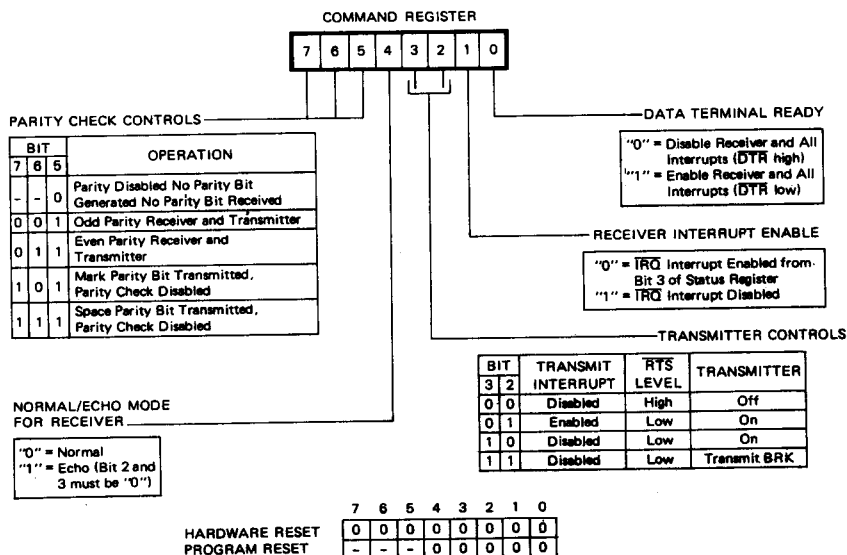 COMMAND REGISTER
7 6 5 4 3 2 1 0
PARITY CHECK CONTROLS
BIT OPERATION
7 6 5
- - 0 Parity Disabled No Parity Bit
Generated No Parity Bit Received
0 0 1 Odd Parity Receiver and Transmitter
0 1 1 Even Parity Receiver and
Transmitter
1 0 1 Mark Parity Bit Transmitted,
Parity Check Disabled
1 1 1 Space Parity Bit Transmitted,
Parity Check Disabled
NORMAL/ECHO MODE
FOR RECEIVER
"0" = Normal
"1" = Echo (Bit 2 and
3 must be "0")
DATA TERMINAL READY
"0" = Disable Receiver and All
Interrupts (DTR high)
"1" = Enable Receiver and All
Interrupts (DTR low)
RECEIVER INTERRUPT ENABLE
"0" = IRQ Interrupt Enabled from
Bit 3 of Status Register
"1" = IRQ Interrupt Disabled
TRANSMITTER CONTROLS
BIT TRANSMIT RTS TRANSMITTER
3 2 INTERRUPT LEVEL
0 0 Disabled High Off
0 1 Enabled Low On
1 0 Disabled Low On
1 1 Disabled Low Transmit BRK
7 6 5 4 3 2 1 0
HARDWARE RESET 0 0 0 0 0 0 0 0
PROGRAM RESET - - - 0 0 0 0 0